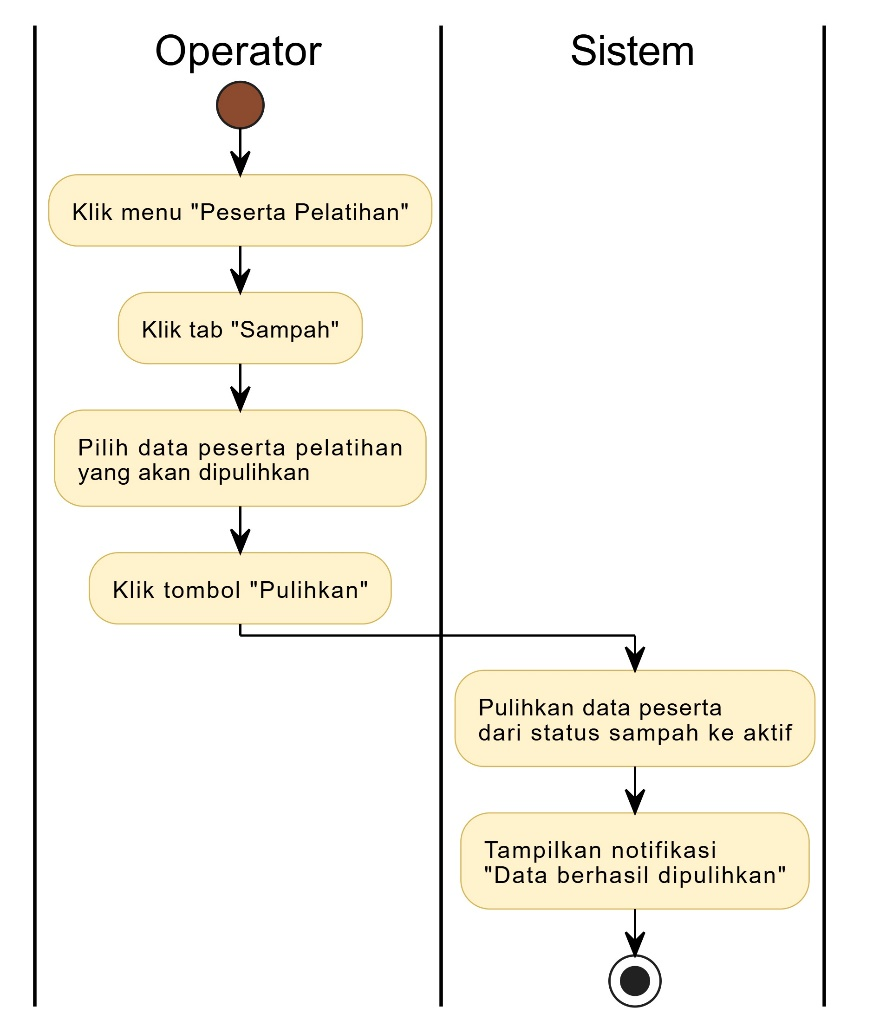 Operator
Sistem
Klik menu "Peserta Pelatihan"
Klik tab "Sampah"
Pilih data peserta pelatihan
yang akan dipulihkan
Klik tombol "Pulihkan"
Pulihkan data peserta
dari status sampah ke aktif
Tampilkan notifikasi
"Data berhasil dipulihkan"